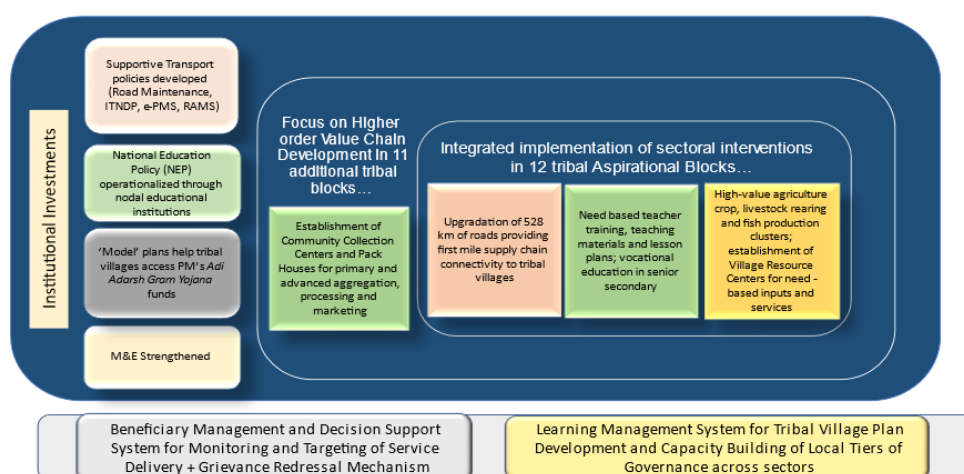 Institutional Investments
Supportive Transport
policies developed
(Road Maintenance,
ITNDP, e-PMS, RAMS)
National Education
Policy (NEP)
operationalized through
nodal educational
institutions
‘Model’ plans help tribal
villages access PM’s Adi
Adarsh Gram Yojana
funds
M&E Strengthened
Focus on Higher
order Value Chain
Development in 11
additional tribal
blocks…
Establishment of
Community Collection
Centers and Pack
Houses for primary and
advanced aggregation,
processing and
marketing
Integrated implementation of sectoral interventions
in 12 tribal Aspirational Blocks…
Upgradation of 528
km of roads providing
first mile supply chain
connectivity to tribal
villages
Need based teacher
training, teaching
materials and lesson
plans; vocational
education in senior
secondary
High-value agriculture
crop, livestock rearing
and fish production
clusters;
establishment of
Village Resource
Centers for need -
based inputs and
services
Beneficiary Management and Decision Support
System for Monitoring and Targeting of Service
Delivery + Grievance Redressal Mechanism
Learning Management System for Tribal Village Plan
Development and Capacity Building of Local Tiers of
Governance across sectors